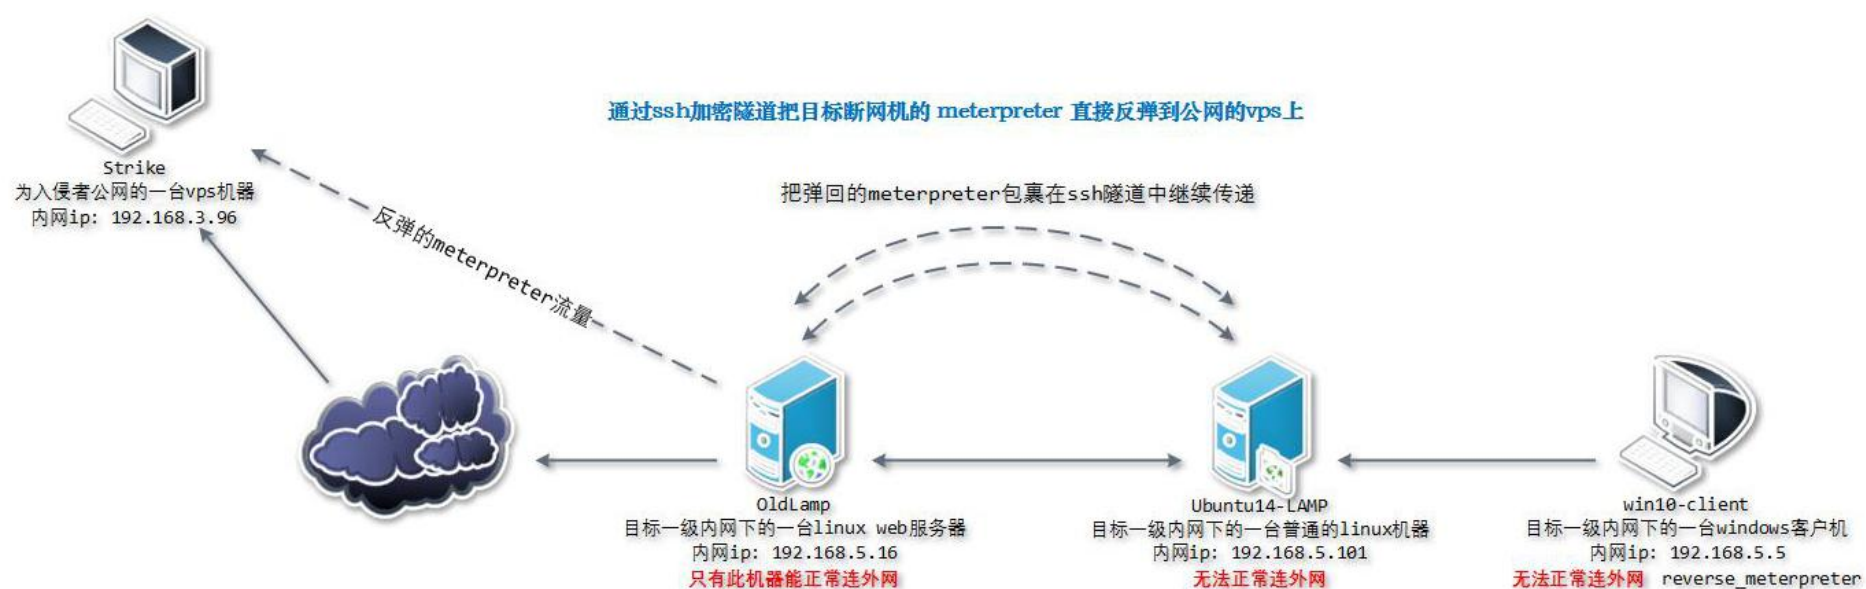 通过ssh加密隧道把目标断网机的 meterpreter 直接反弹到公网的vps上
Strike
为入侵者公网的一台vps机器
内网ip: 192.168.3.96
把弹回的meterpreter包裹在ssh隧道中继续传递
反弹的meterpreter流量
OldLamp
目标一级内网下的一台linux web服务器
内网ip: 192.168.5.16
只有此机器能正常连外网
Ubuntu14-LAMP
目标一级内网下的一台普通的linux机器
内网ip: 192.168.5.101
无法正常连外网
win10-client
目标一级内网下的一台windows客户机
内网ip: 192.168.5.5
无法正常连外网 reverse_meterpreter